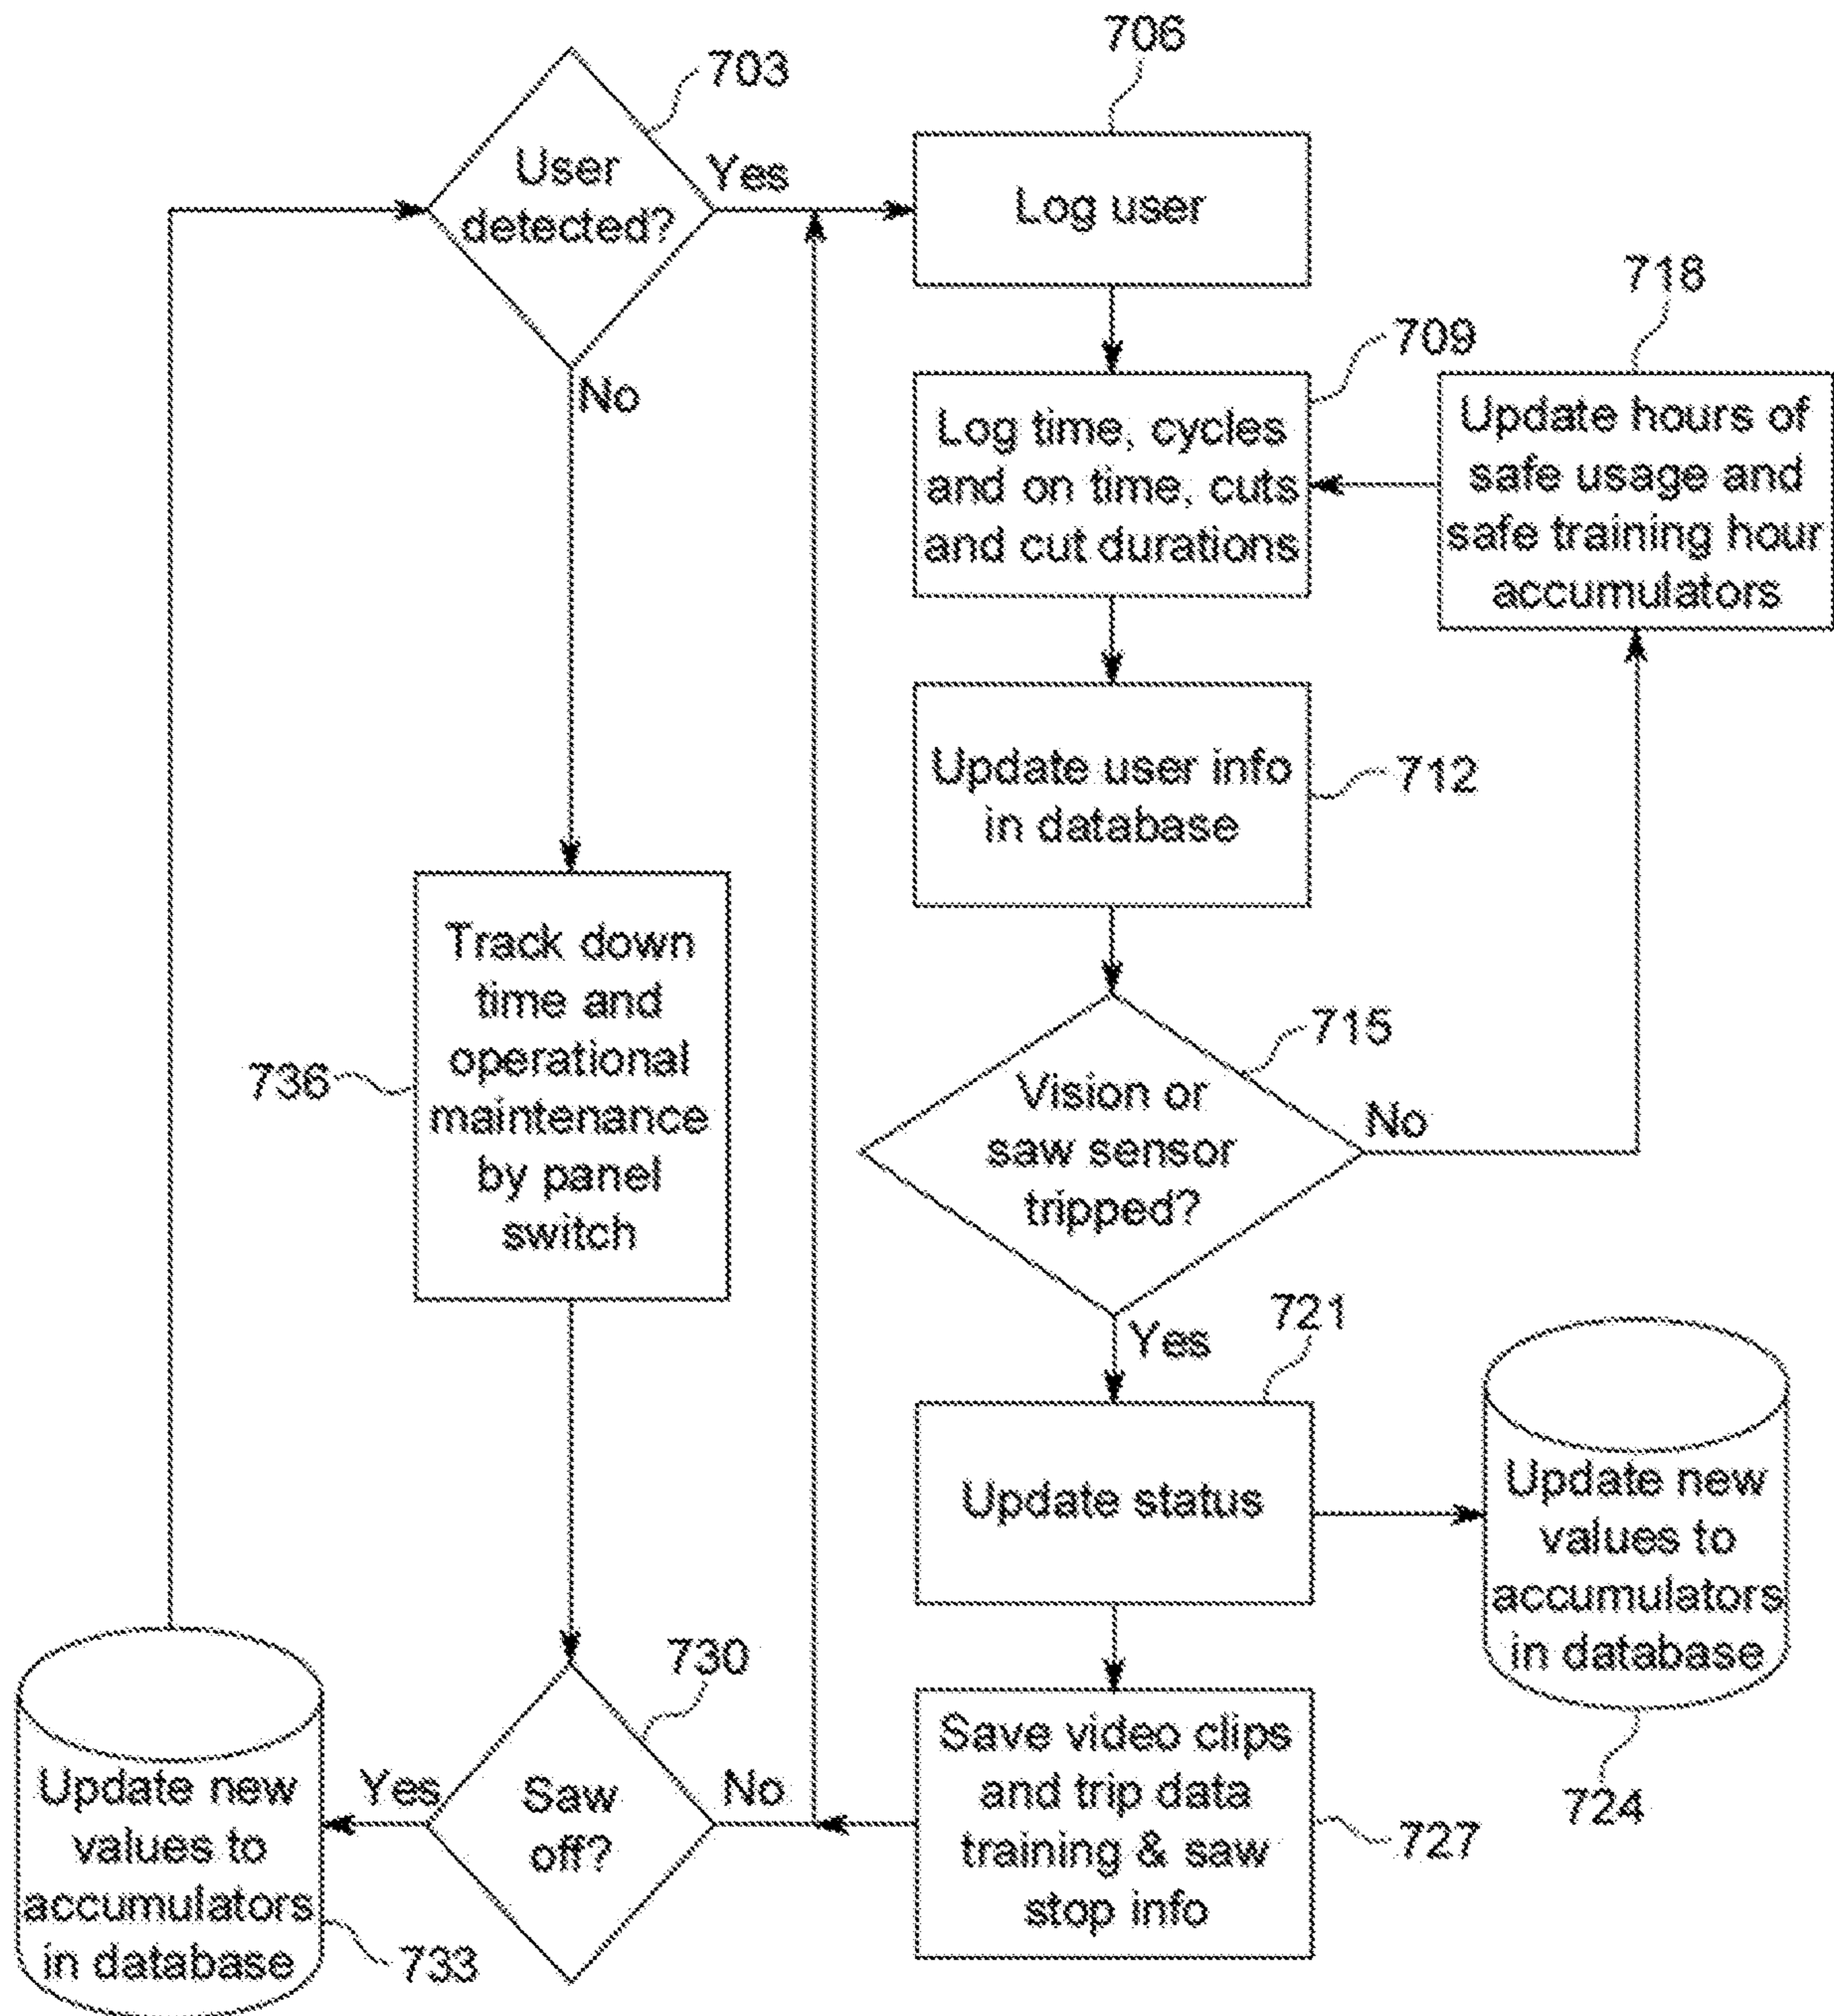 703
User
detected?
Yes
No
706
Log user
718
Update hours of
safe usage and
safe training hour
accumulators
709
Log time, cycles
and on time, cuts
and cut durations
Update user info
in database
712
Track down
time and
operational
maintenance
by panel
switch
736
715
Vision or
saw sensor
tripped?
No
Yes
721
Update status
Update new
values to
accumulators
in database
724
730
Saw
off?
Yes
No
Save video clips
and trip data
training & saw
stop info
727
Update new
values to
accumulators
in database
733